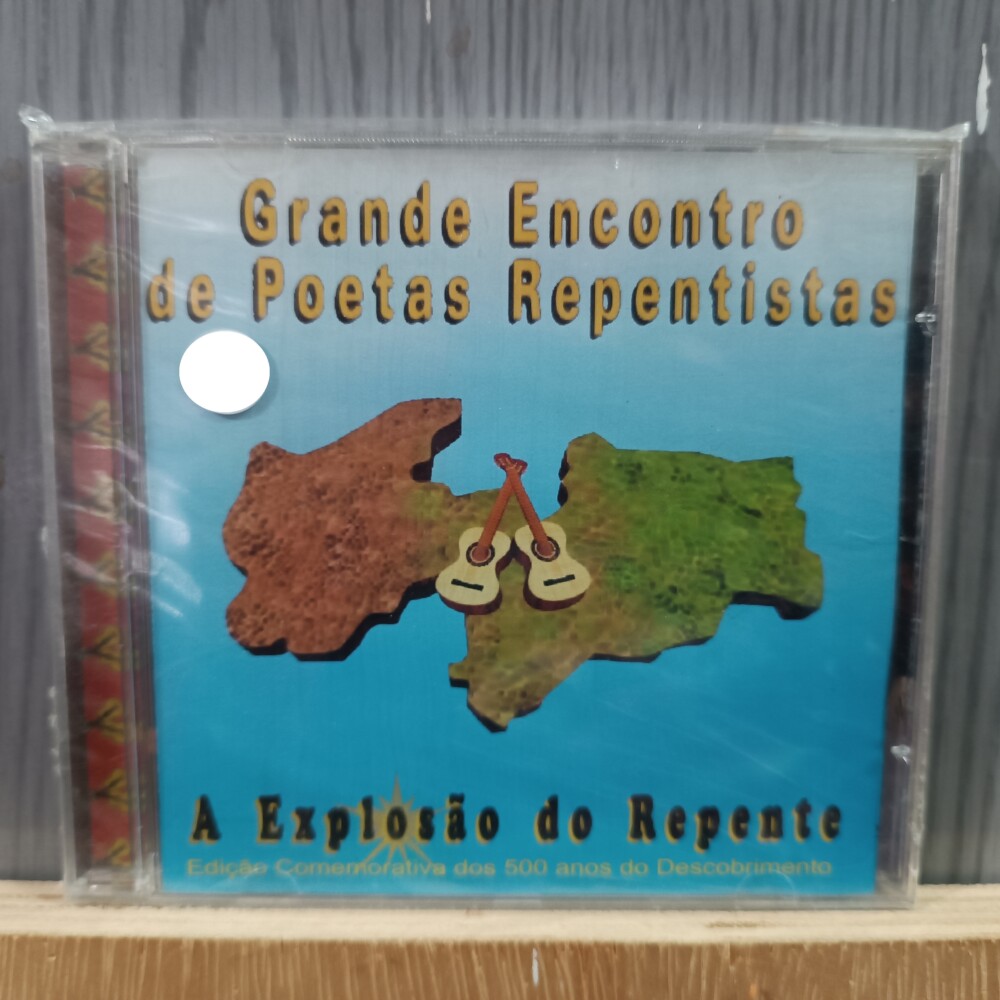 Grande Encontro
de Poetas Repentistas
A Explosão do Repente
Edição Comemorativa dos 500 anos do Descobrimento